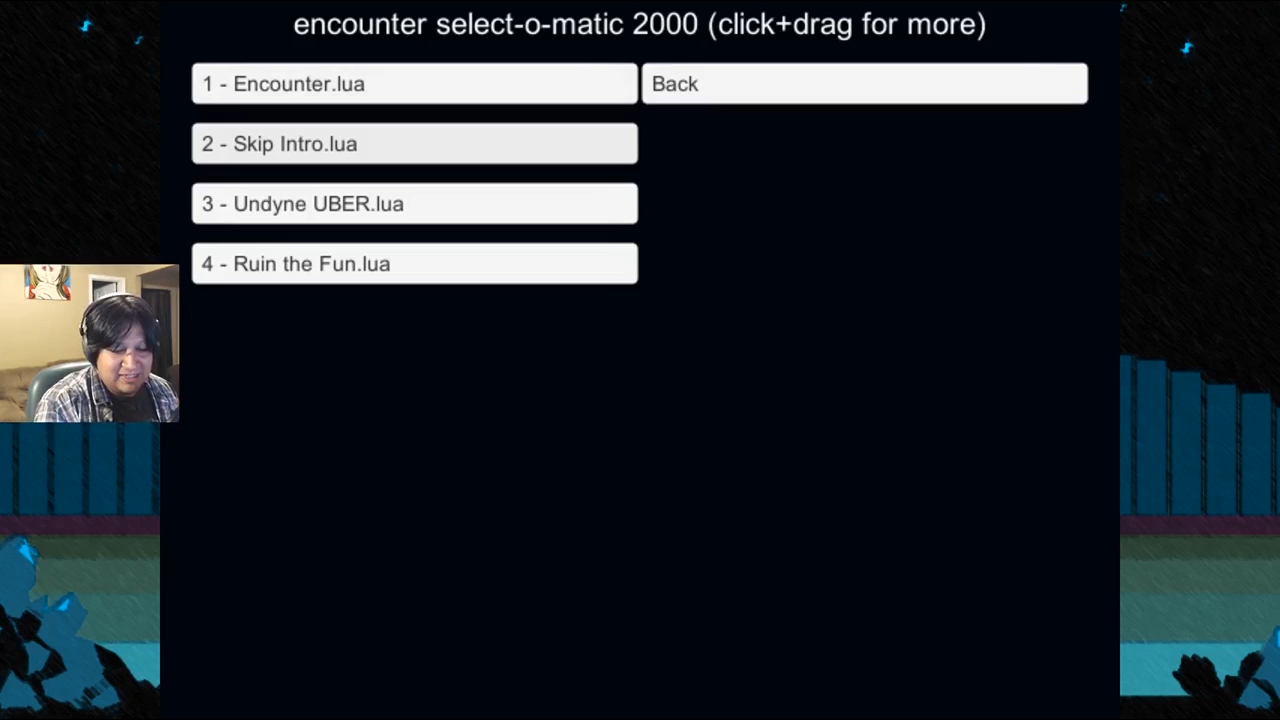 encounter select-o-matic 2000 (click+drag for more)
1 - Encounter.lua
Back
2 - Skip Intro.lua
3 - Undyne UBER.lua
4 - Ruin the Fun.lua